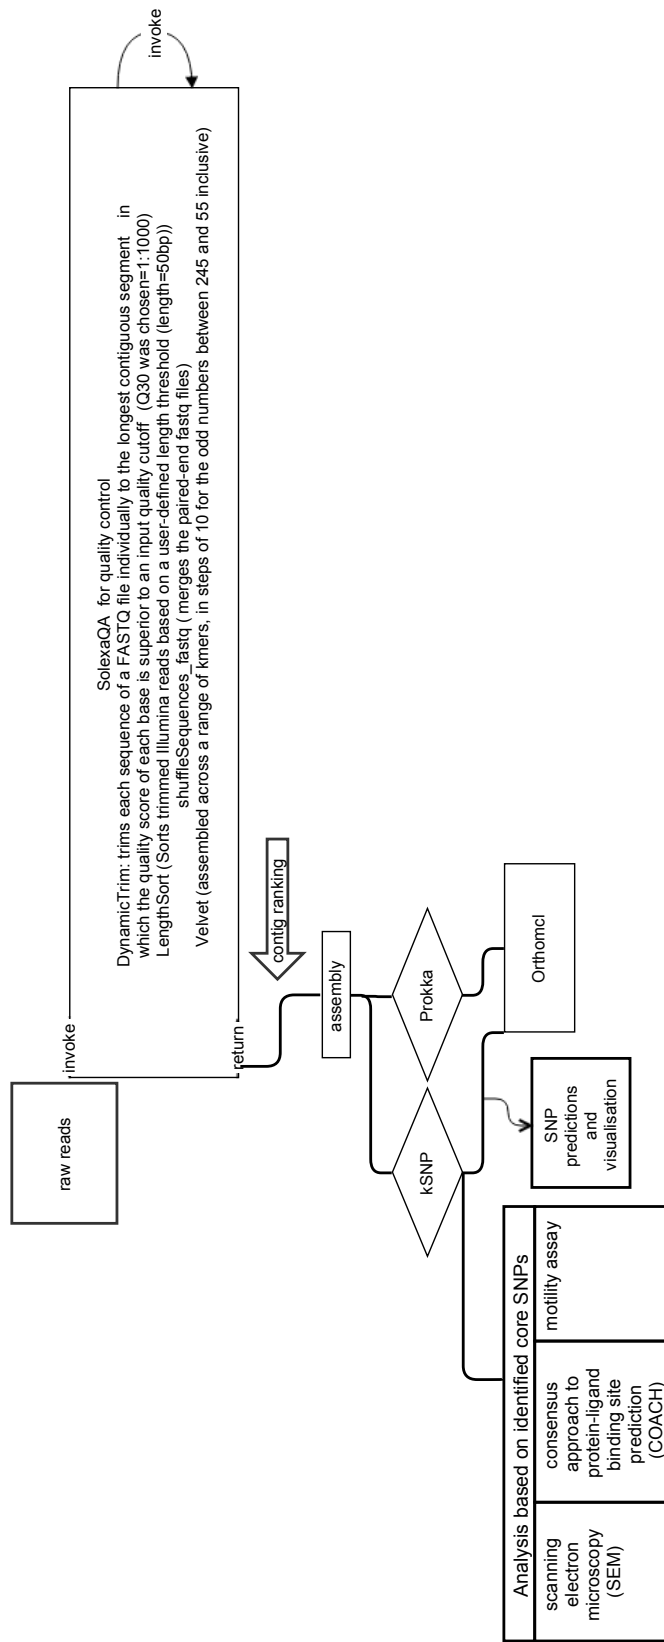 raw reads
invoke
invoke
SolexaQA for quality control
DynamicTrim: trims each sequence of a FASTQ file individually to the longest contiguous segment in
which the quality score of each base is superior to an input quality cutoff (Q30 was chosen=1:1000)
LengthSort (Sorts trimmed Illumina reads based on a user-defined length threshold (length=50bp))
shuffleSequences_fastq ( merges the paired-end fastq files)
Velvet (assembled across a range of kmers, in steps of 10 for the odd numbers between 245 and 55 inclusive)
return
contig ranking
assembly
kSNP
Prokka
SNP
predictions
and
visualisation
Orthomcl
Analysis based on identified core SNPs
scanning
electron
microscopy
(SEM)
consensus
approach to
protein-ligand
binding site
prediction
(COACH)
motility assay